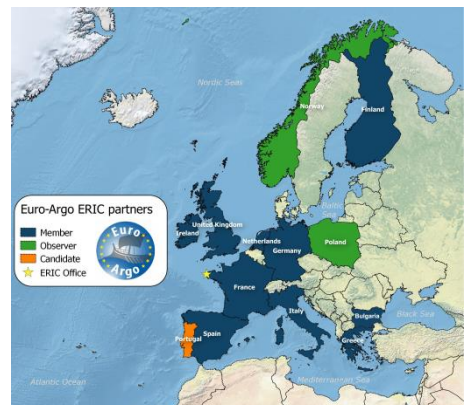 Nordic Seas
Norway
Finland
Baltic
Sea
Euro-Argo ERIC partners
Member
Observer
Candidate
ERIC Office
Euro
Argo
United Kingdom
Ireland
Netherlands
Germany
Poland
France
Italy
Bulgaria
Black Sea
Portugal
Spain
Greece
Atlantic Ocean
Mediterranean Sea